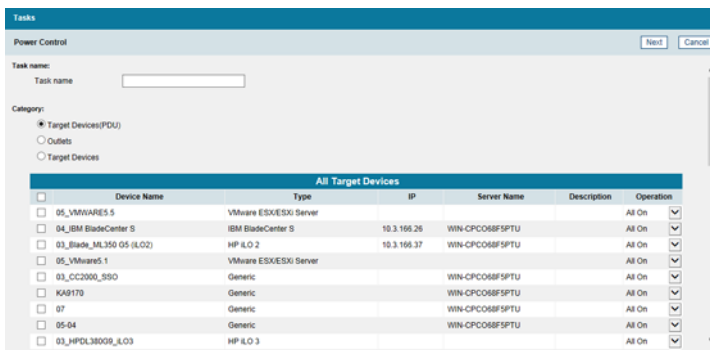 Tasks
Power Control Next Cancel
Task name:
Task name
Category:
Target Devices(PDU)
Outlets
Target Devices
All Target Devices
Device Name Type IP Server Name Description Operation
05_VMWARE5.5 VMware ESX/ESXi Server All On
04_IBM BladeCenter S IBM BladeCenter S 10.3.166.26 WIN-CPCO68F5PTU All On
03_Blade_ML350 G5 (iLO2) HP iLO 2 10.3.166.37 WIN-CPCO68F5PTU All On
05_VMware5.1 VMware ESX/ESXi Server All On
03_CC2000_SSO Generic WIN-CPCO68F5PTU All On
KA9170 Generic WIN-CPCO68F5PTU All On
07 Generic WIN-CPCO68F5PTU All On
05-04 Generic WIN-CPCO68F5PTU All On
03_HPDL380G9_iLO3 HP iLO 3 All On